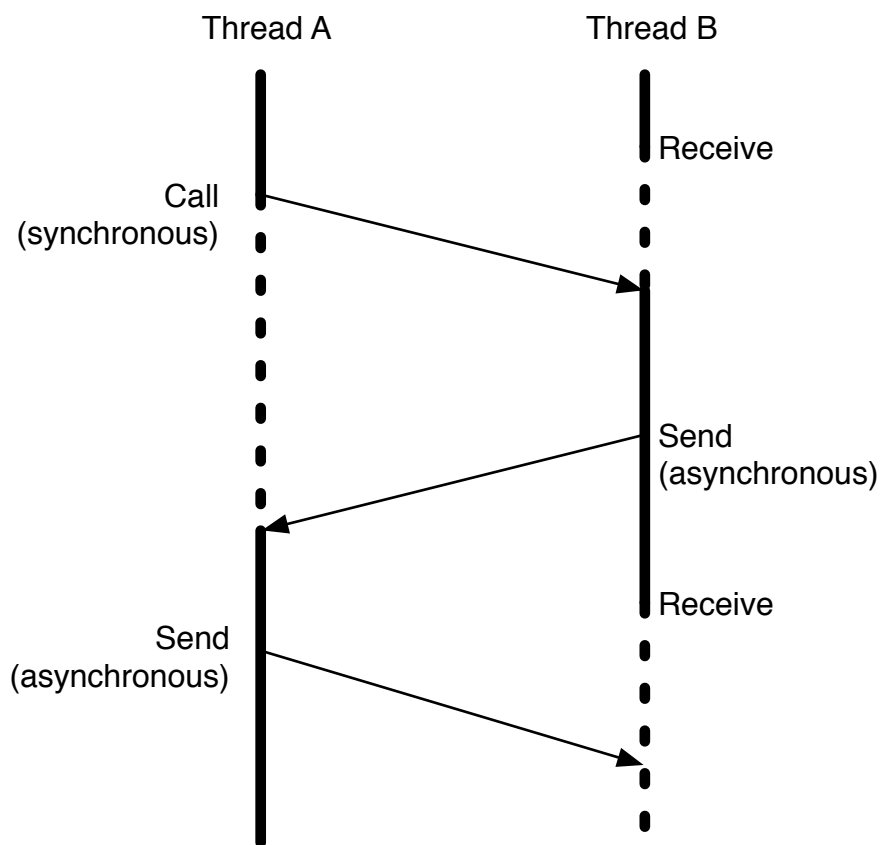 Thread A
Thread B
Receive
Call
(synchronous)
Send
(asynchronous)
Receive
Send
(asynchronous)